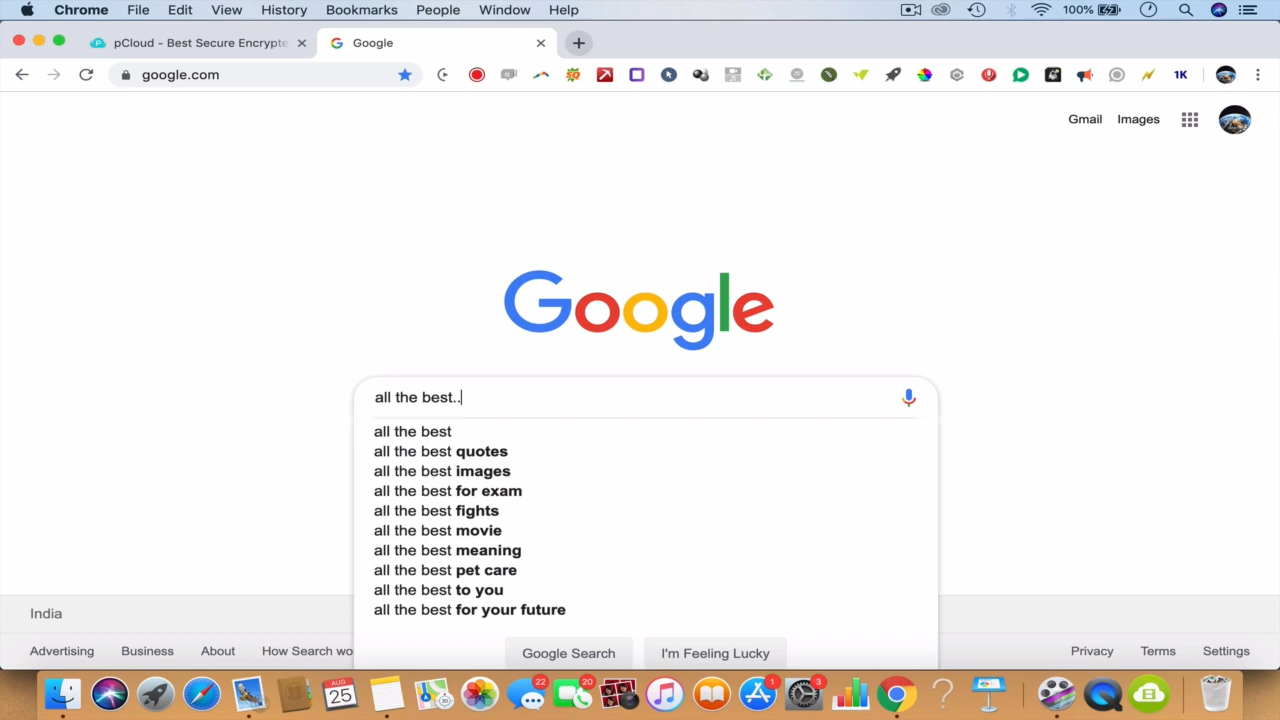 Chrome File Edit View History Bookmarks People Window Help 100%
pCloud - Best Secure Encrypte Google
google.com 1K
Gmail Images
Google
all the best..
all the best
all the best quotes
all the best images
all the best for exam
all the best fights
all the best movie
all the best meaning
all the best pet care
all the best to you
all the best for your future
Google Search I'm Feeling Lucky
India
Advertising Business About How Search wo Privacy Terms Settings
AUG 22 20 1 3
25